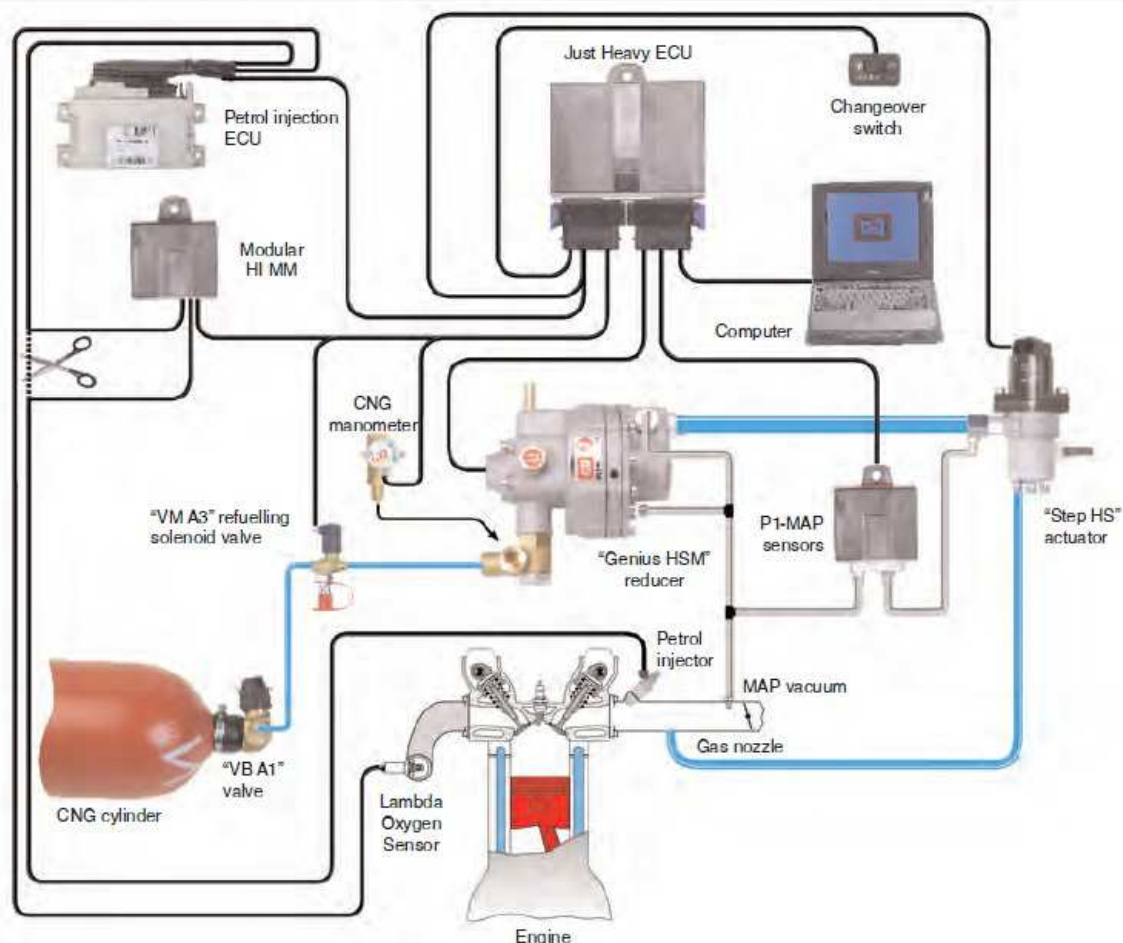 Just Heavy ECU
Petrol injection
ECU
Changeover
switch
Modular
HI MM
Computer
CNG
manometer
"VM A3" refuelling
solenoid valve
"Genius HSM"
reducer
P1-MAP
sensors
"Step HS"
actuator
Petrol
injector
MAP vacuum
Gas nozzle
"VB A1"
valve
CNG cylinder
Lambda
Oxygen
Sensor
Engine